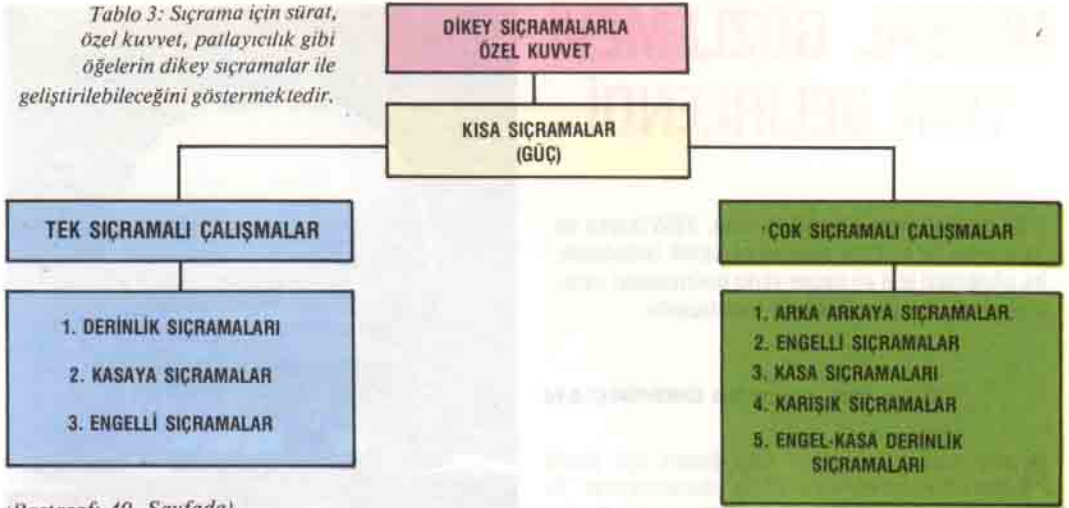 Tablo 3: Sıçrama için sürat,
özel kuvvet, patlayıcılık gibi
öğelerin dikey sıçramalar ile
geliştirilebileceğini göstermektedir.
DİKEY SIÇRAMALARLA
ÖZEL KUVVET
KISA SIÇRAMALAR
(GÜÇ)
TEK SIÇRAMALI ÇALIŞMALAR
1. DERİNLİK SIÇRAMALARI
2. KASAYA SIÇRAMALAR
3. ENGELLİ SIÇRAMALAR
ÇOK SIÇRAMALI ÇALIŞMALAR
1. ARKA ARKAYA SIÇRAMALAR
2. ENGELLİ SIÇRAMALAR
3. KASA SIÇRAMALARI
4. KARIŞIK SIÇRAMALAR
5. ENGEL-KASA DERİNLİK
SIÇRAMALARI
49. Sayfada)